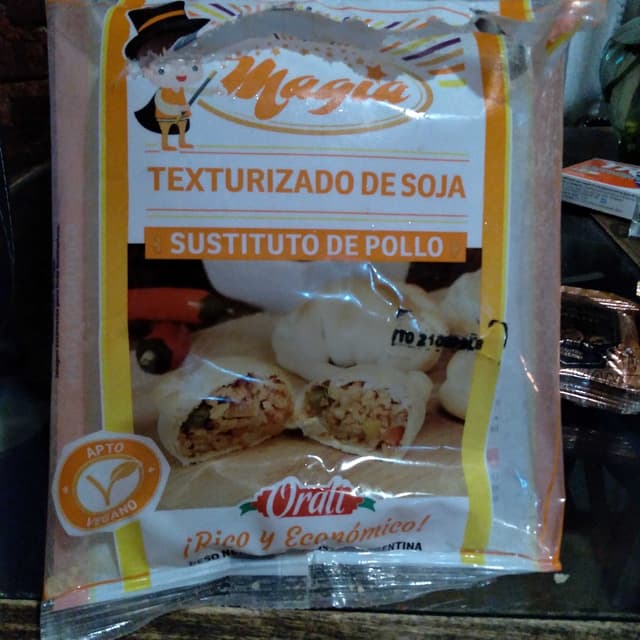 Magia
TEXTURIZADO DE SOJA
SUSTITUTO DE POLLO
APTO
VEGANO
Orali
¡Rico y Económico!